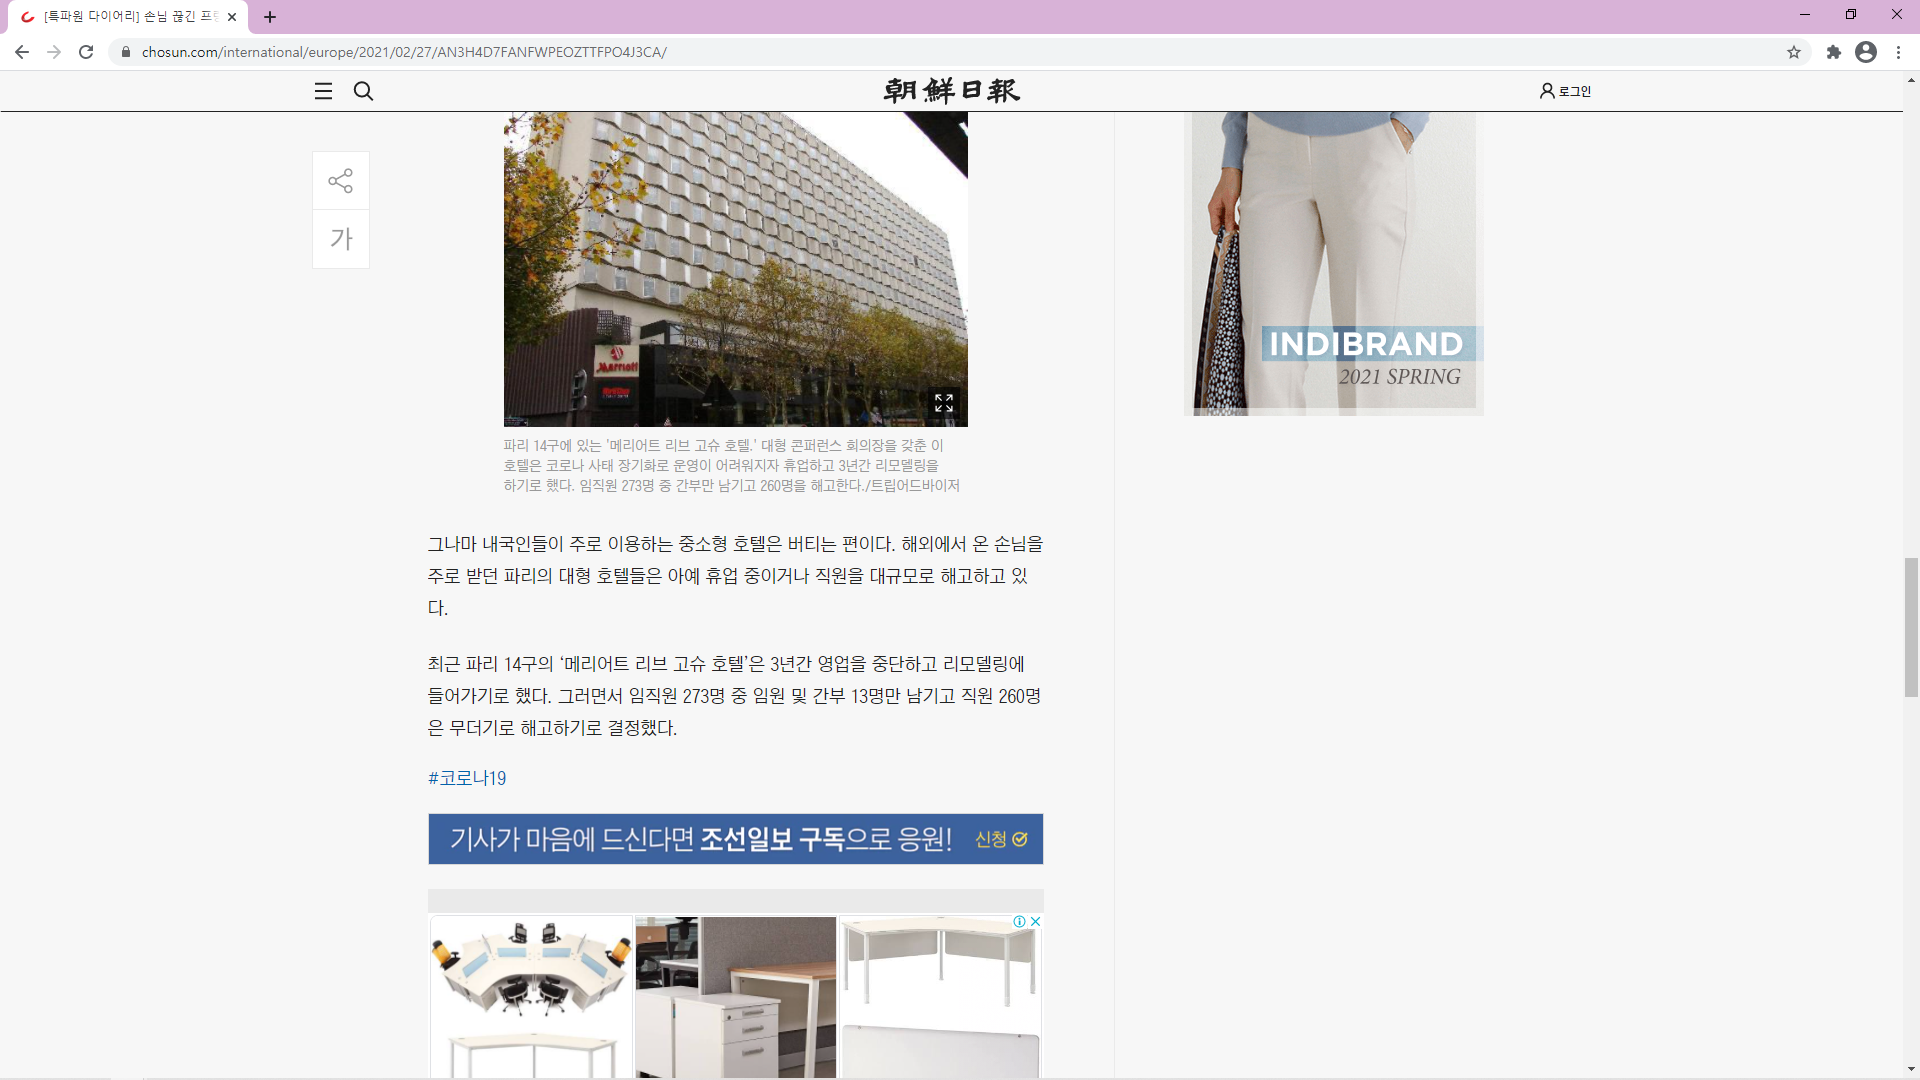 [특파원 다이어리] 손님 끊긴 프랑
chosun.com/international/europe/2021/02/27/AN3H4D7FANFWPEOZTTFPO4J3CA/
朝鮮日報
로그인
가
Marriott
INDIBRAND
2021 SPRING
파리 14구에 있는 '메리어트 리브 고슈 호텔.' 대형 콘퍼런스 회의장을 갖춘 이
호텔은 코로나 사태 장기화로 운영이 어려워지자 휴업하고 3년간 리모델링을
하기로 했다. 임직원 273명 중 간부만 남기고 260명을 해고한다./트립어드바이저
그나마 내국인들이 주로 이용하는 중소형 호텔은 버티는 편이다. 해외에서 온 손님을
주로 받던 파리의 대형 호텔들은 아예 휴업 중이거나 직원을 대규모로 해고하고 있
다.
최근 파리 14구의 ‘메리어트 리브 고슈 호텔’은 3년간 영업을 중단하고 리모델링에
들어가기로 했다. 그러면서 임직원 273명 중 임원 및 간부 13명만 남기고 직원 260명
은 무더기로 해고하기로 결정했다.
#코로나19
기사가 마음에 드신다면 조선일보 구독으로 응원! 신청